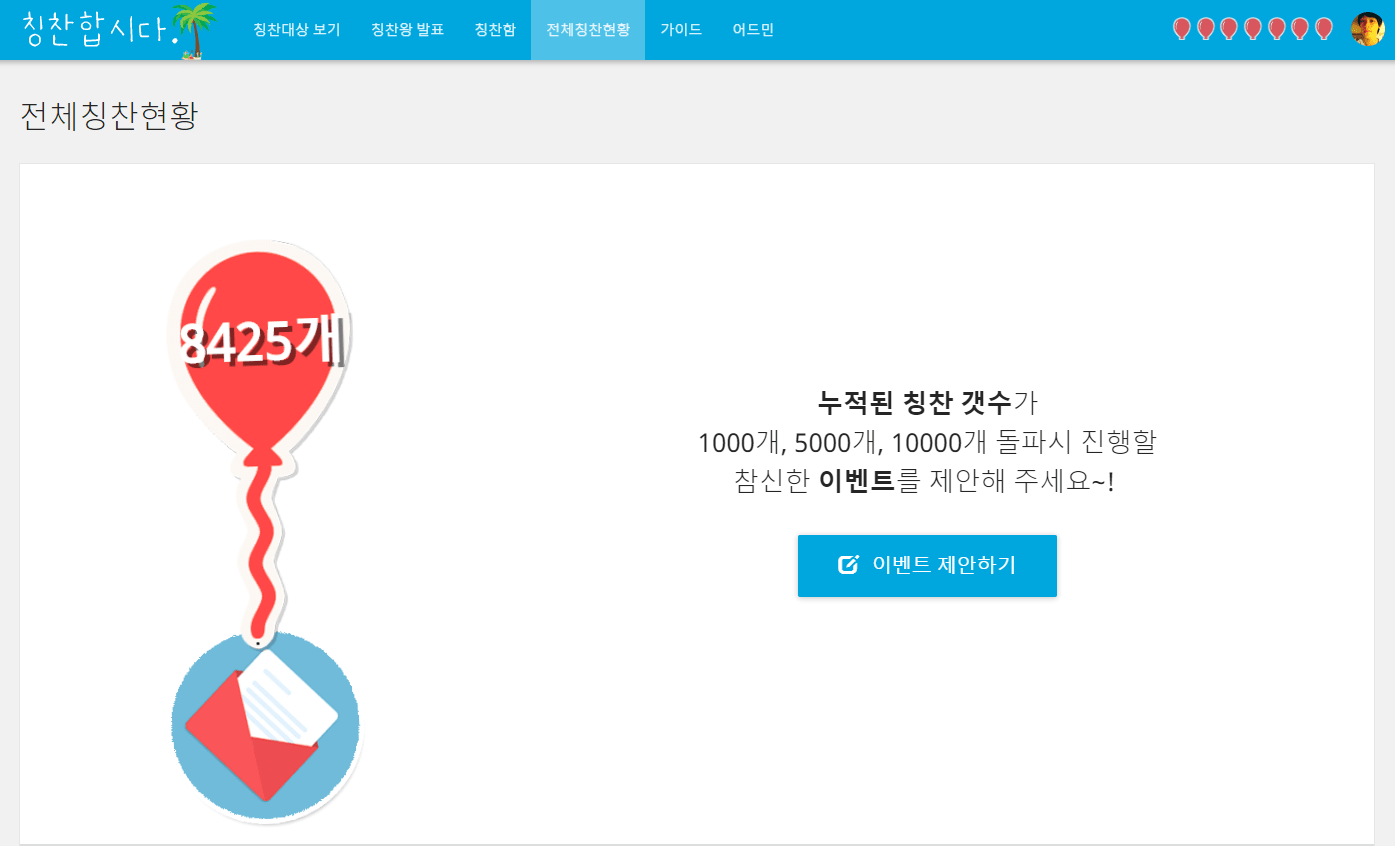 칭찬합시다.
칭찬대상 보기 칭찬왕 발표 칭찬함 전체칭찬현황 가이드 어드민
전체칭찬현황
8425개
누적된 칭찬 갯수가
1000개, 5000개, 10000개 돌파시 진행할
참신한 이벤트를 제안해 주세요~!
이벤트 제안하기